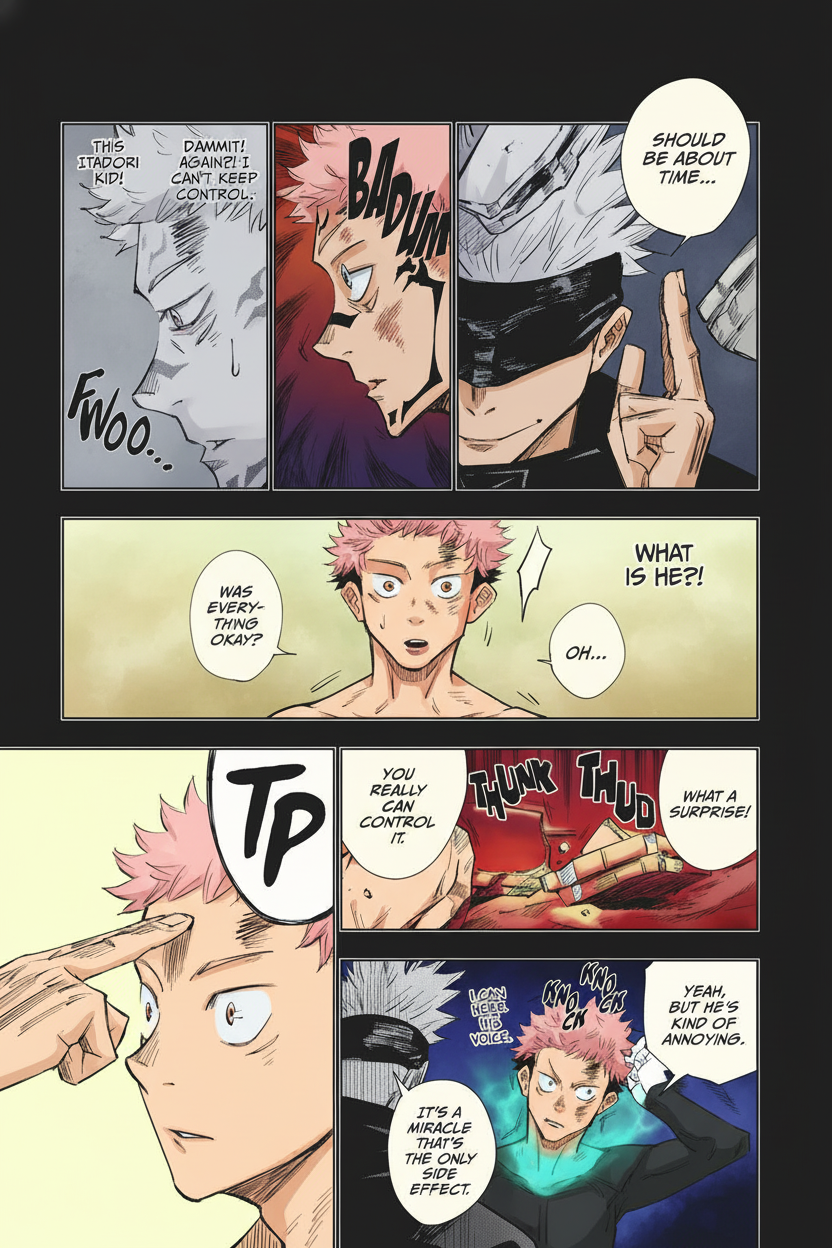 SHOULD
BE ABOUT
TIME...
BADUM
DAMMIT!
AGAIN?! I
CAN'T KEEP
CONTROL.
THIS
ITADORI
KID!
FWOO...
WHAT
IS HE?!
OH...
WAS
EVERY-
THING
OKAY?
WHAT A
SURPRISE!
THUD
THUNK
YOU
REALLY
CAN
CONTROL
IT.
TP
YEAH,
BUT HE'S
KIND OF
ANNOYING.
KNOCK
KNOCK
I CAN
VOICE.
IT'S A
MIRACLE
THAT'S
THE ONLY
SIDE
EFFECT.